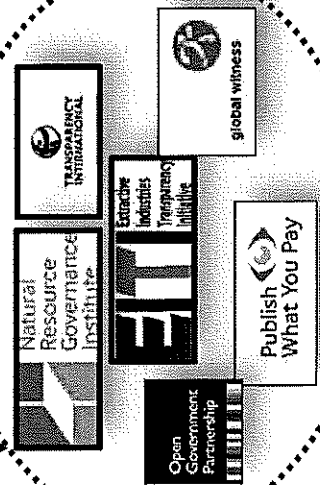 Natural
Resource
Governance
Institute
TRANSPARENCY
INTERNATIONAL
EITI
Extractive
Industries
Transparency
Initiative
global witness
Open
Government
Partnership
Publish
What You Pay